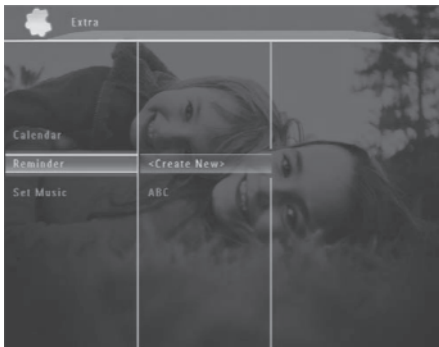 Extra
Calendar
Reminder
<Create New>
Set Music
ABC